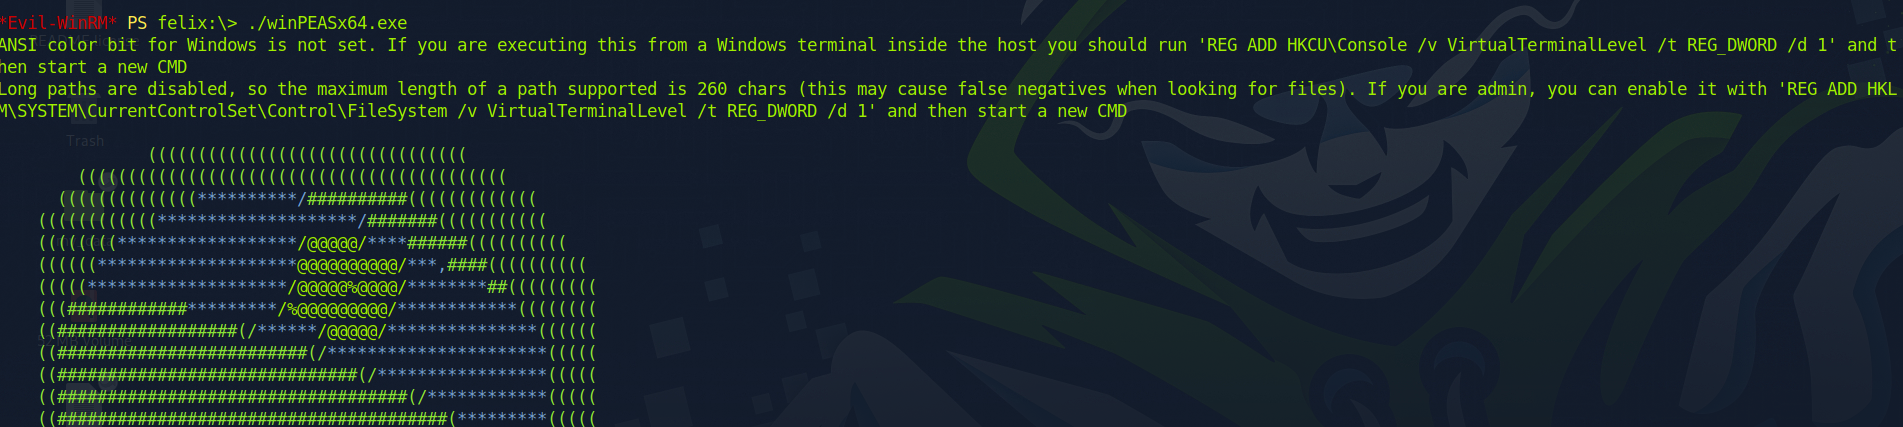 *Evil-WinRM* PS felix:\> ./winPEASx64.exe
ANSI color bit for Windows is not set. If you are executing this from a Windows terminal inside the host you should run 'REG ADD HKCU\Console /v VirtualTerminalLevel /t REG_DWORD /d 1' and t
hen start a new CMD
Long paths are disabled, so the maximum length of a path supported is 260 chars (this may cause false negatives when looking for files). If you are admin, you can enable it with 'REG ADD HKL
M\SYSTEM\CurrentControlSet\Control\FileSystem /v VirtualTerminalLevel /t REG_DWORD /d 1' and then start a new CMD
Trash